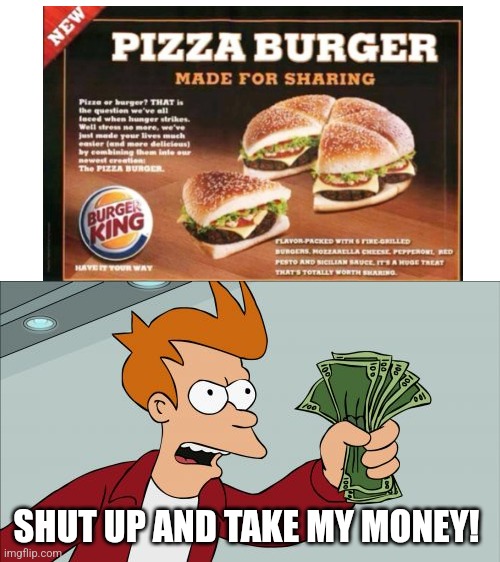 NEW
PIZZA BURGER
MADE FOR SHARING
Pizza or burger? THAT is
the question we've all
faced when hunger strikes.
Well stress no more, we've
just made your lives much
easier (and more delicious)
by combining them into our
newest creation:
The PIZZA BURGER.
BURGER
KING
HAVE IT YOUR WAY
FLAVOR-PACKED WITH 6 FIRE-GRILLED
BURGERS, MOZZARELLA CHEESE, PEPPERONI, RED
PESTO AND SICILIAN SAUCE, IT'S A HUGE TREAT
THAT'S TOTALLY WORTH SHARING.
SHUT UP AND TAKE MY MONEY!
imgflip.com